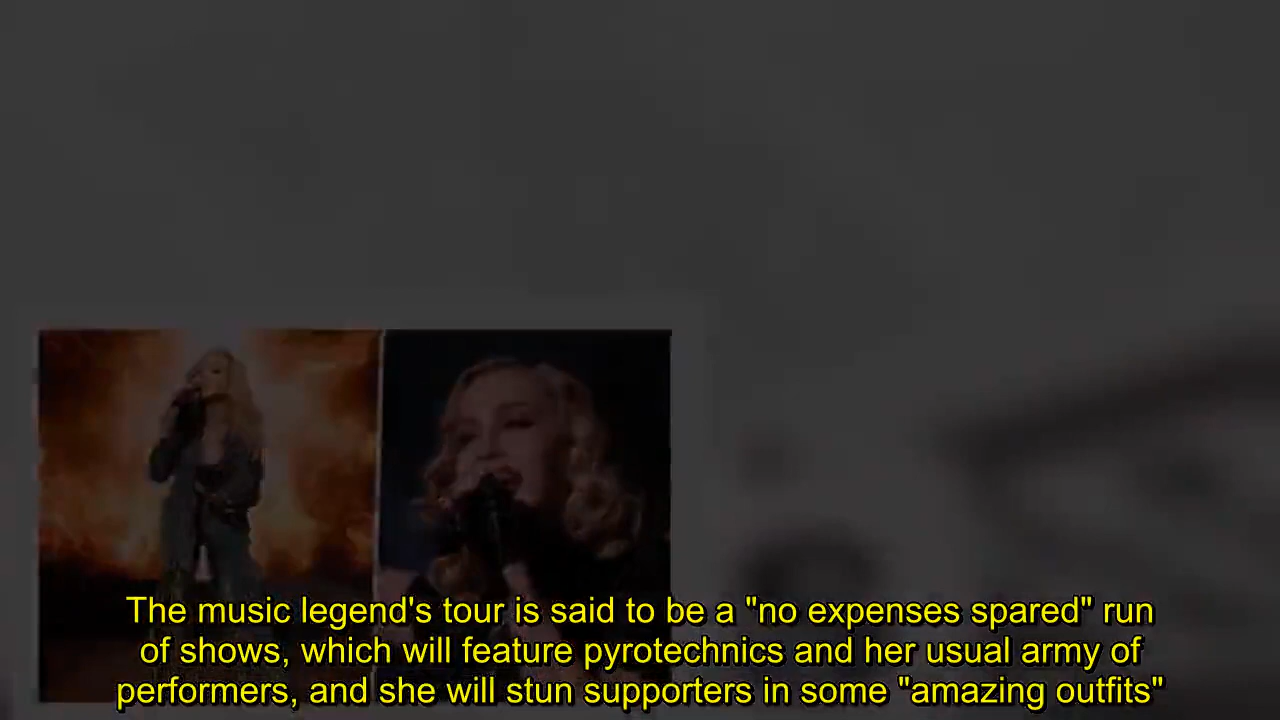 The music legend's tour is said to be a "no expenses spared" run
of shows, which will feature pyrotechnics and her usual army of
performers, and she will stun supporters in some "amazing outfits"